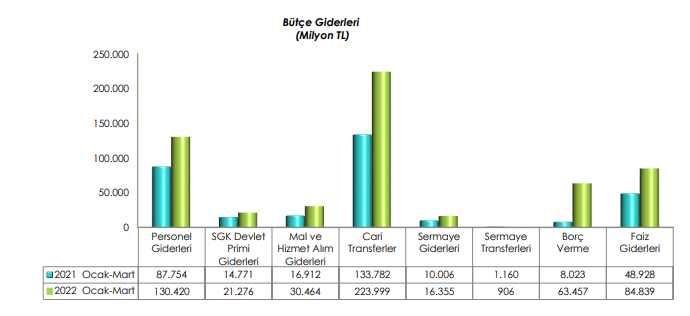 Bütçe Giderleri
(Milyon TL)
250.000
200.000
150.000
100.000
50.000
0
Personel Giderleri
SGK Devlet Primi Giderleri
Mal ve Hizmet Alım Giderleri
Cari Transferler
Sermaye Giderleri
Sermaye Transferleri
Borç Verme
Faiz Giderleri
2021 Ocak-Mart 87.754 14.771 16.912 133.782 10.006 1.160 8.023 48.928
2022 Ocak-Mart 130.420 21.276 30.464 223.999 16.355 906 63.457 84.839